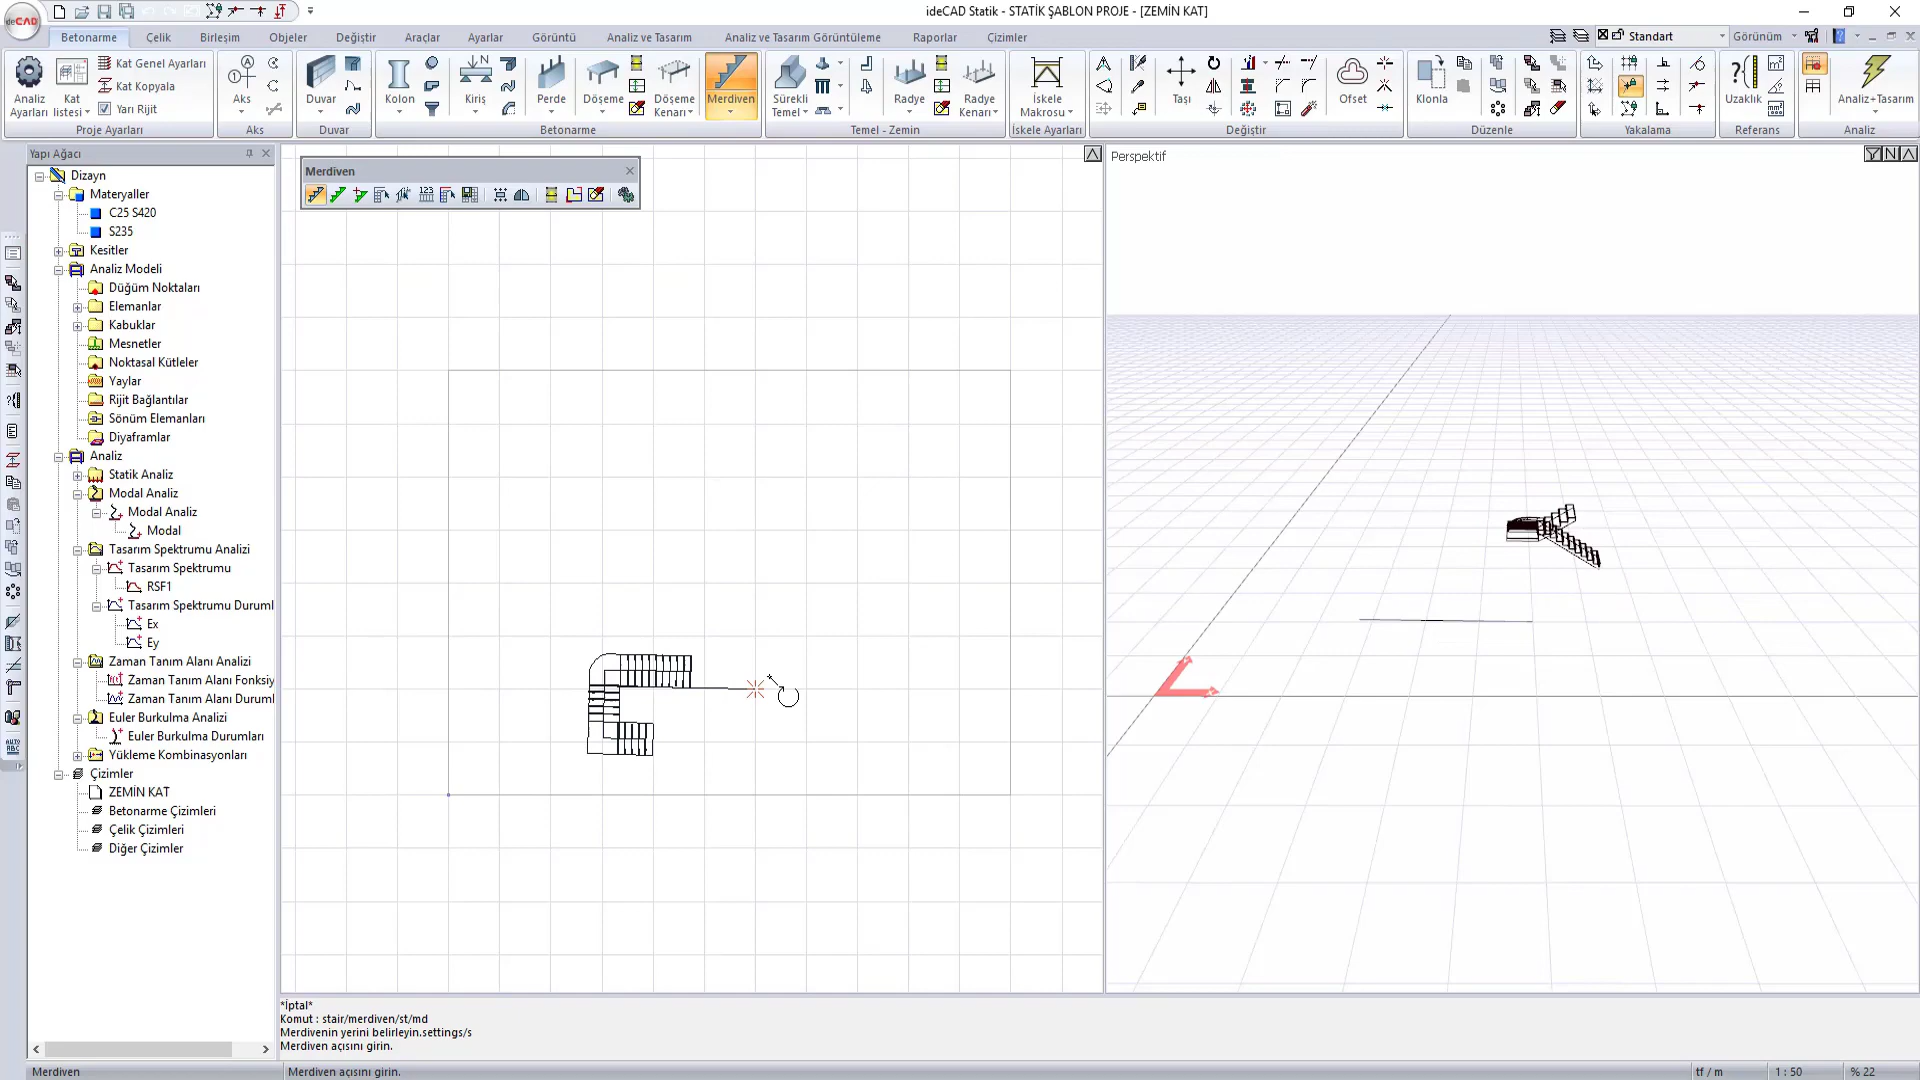 ideCAD Statik - STATİK ŞABLON PROJE - [ZEMİN KAT]
ideCAD
Betonarme
Çelik
Birleşim
Objeler
Değiştir
Araçlar
Ayarlar
Görüntü
Analiz ve Tasarım
Analiz ve Tasarım Görüntüleme
Raporlar
Çizimler
Standart
Görünüm
Analiz Ayarları
Kat listesi
Kat Genel Ayarları
Kat Kopyala
Yarı Rijit
Aks
Duvar
Kolon
Kiriş
Perde
Döşeme
Döşeme Kenarı
Merdiven
Sürekli Temel
Radye
Radye Kenarı
İskele Makrosu
Taşı
Ofset
Klonla
Uzaklık
Analiz+Tasarım
Proje Ayarları
Aks
Duvar
Betonarme
Temel - Zemin
İskele Ayarları
Değiştir
Düzenle
Yakalama
Referans
Analiz
Yapı Ağacı
Dizayn
Materyaller
C25 S420
S235
Kesitler
Analiz Modeli
Düğüm Noktaları
Elemanlar
Kabuklar
Mesnetler
Noktasal Kütleler
Yaylar
Rijit Bağlantılar
Sönüm Elemanları
Diyaframlar
Analiz
Statik Analiz
Modal Analiz
Modal Analiz
Modal
Tasarım Spektrumu Analizi
Tasarım Spektrumu
RSF1
Tasarım Spektrumu Duruml
Ex
Ey
Zaman Tanım Alanı Analizi
Zaman Tanım Alanı Fonksiy
Zaman Tanım Alanı Duruml
Euler Burkulma Analizi
Euler Burkulma Durumları
Yükleme Kombinasyonları
Çizimler
ZEMİN KAT
Betonarme Çizimleri
Çelik Çizimleri
Diğer Çizimler
Merdiven
Perspektif
*İptal*
Komut : stair/merdiven/st/md
Merdivenin yerini belirleyin.settings/s
Merdiven açısını girin.
Merdiven
Merdiven açısını girin.
tf / m
1 : 50
% 22